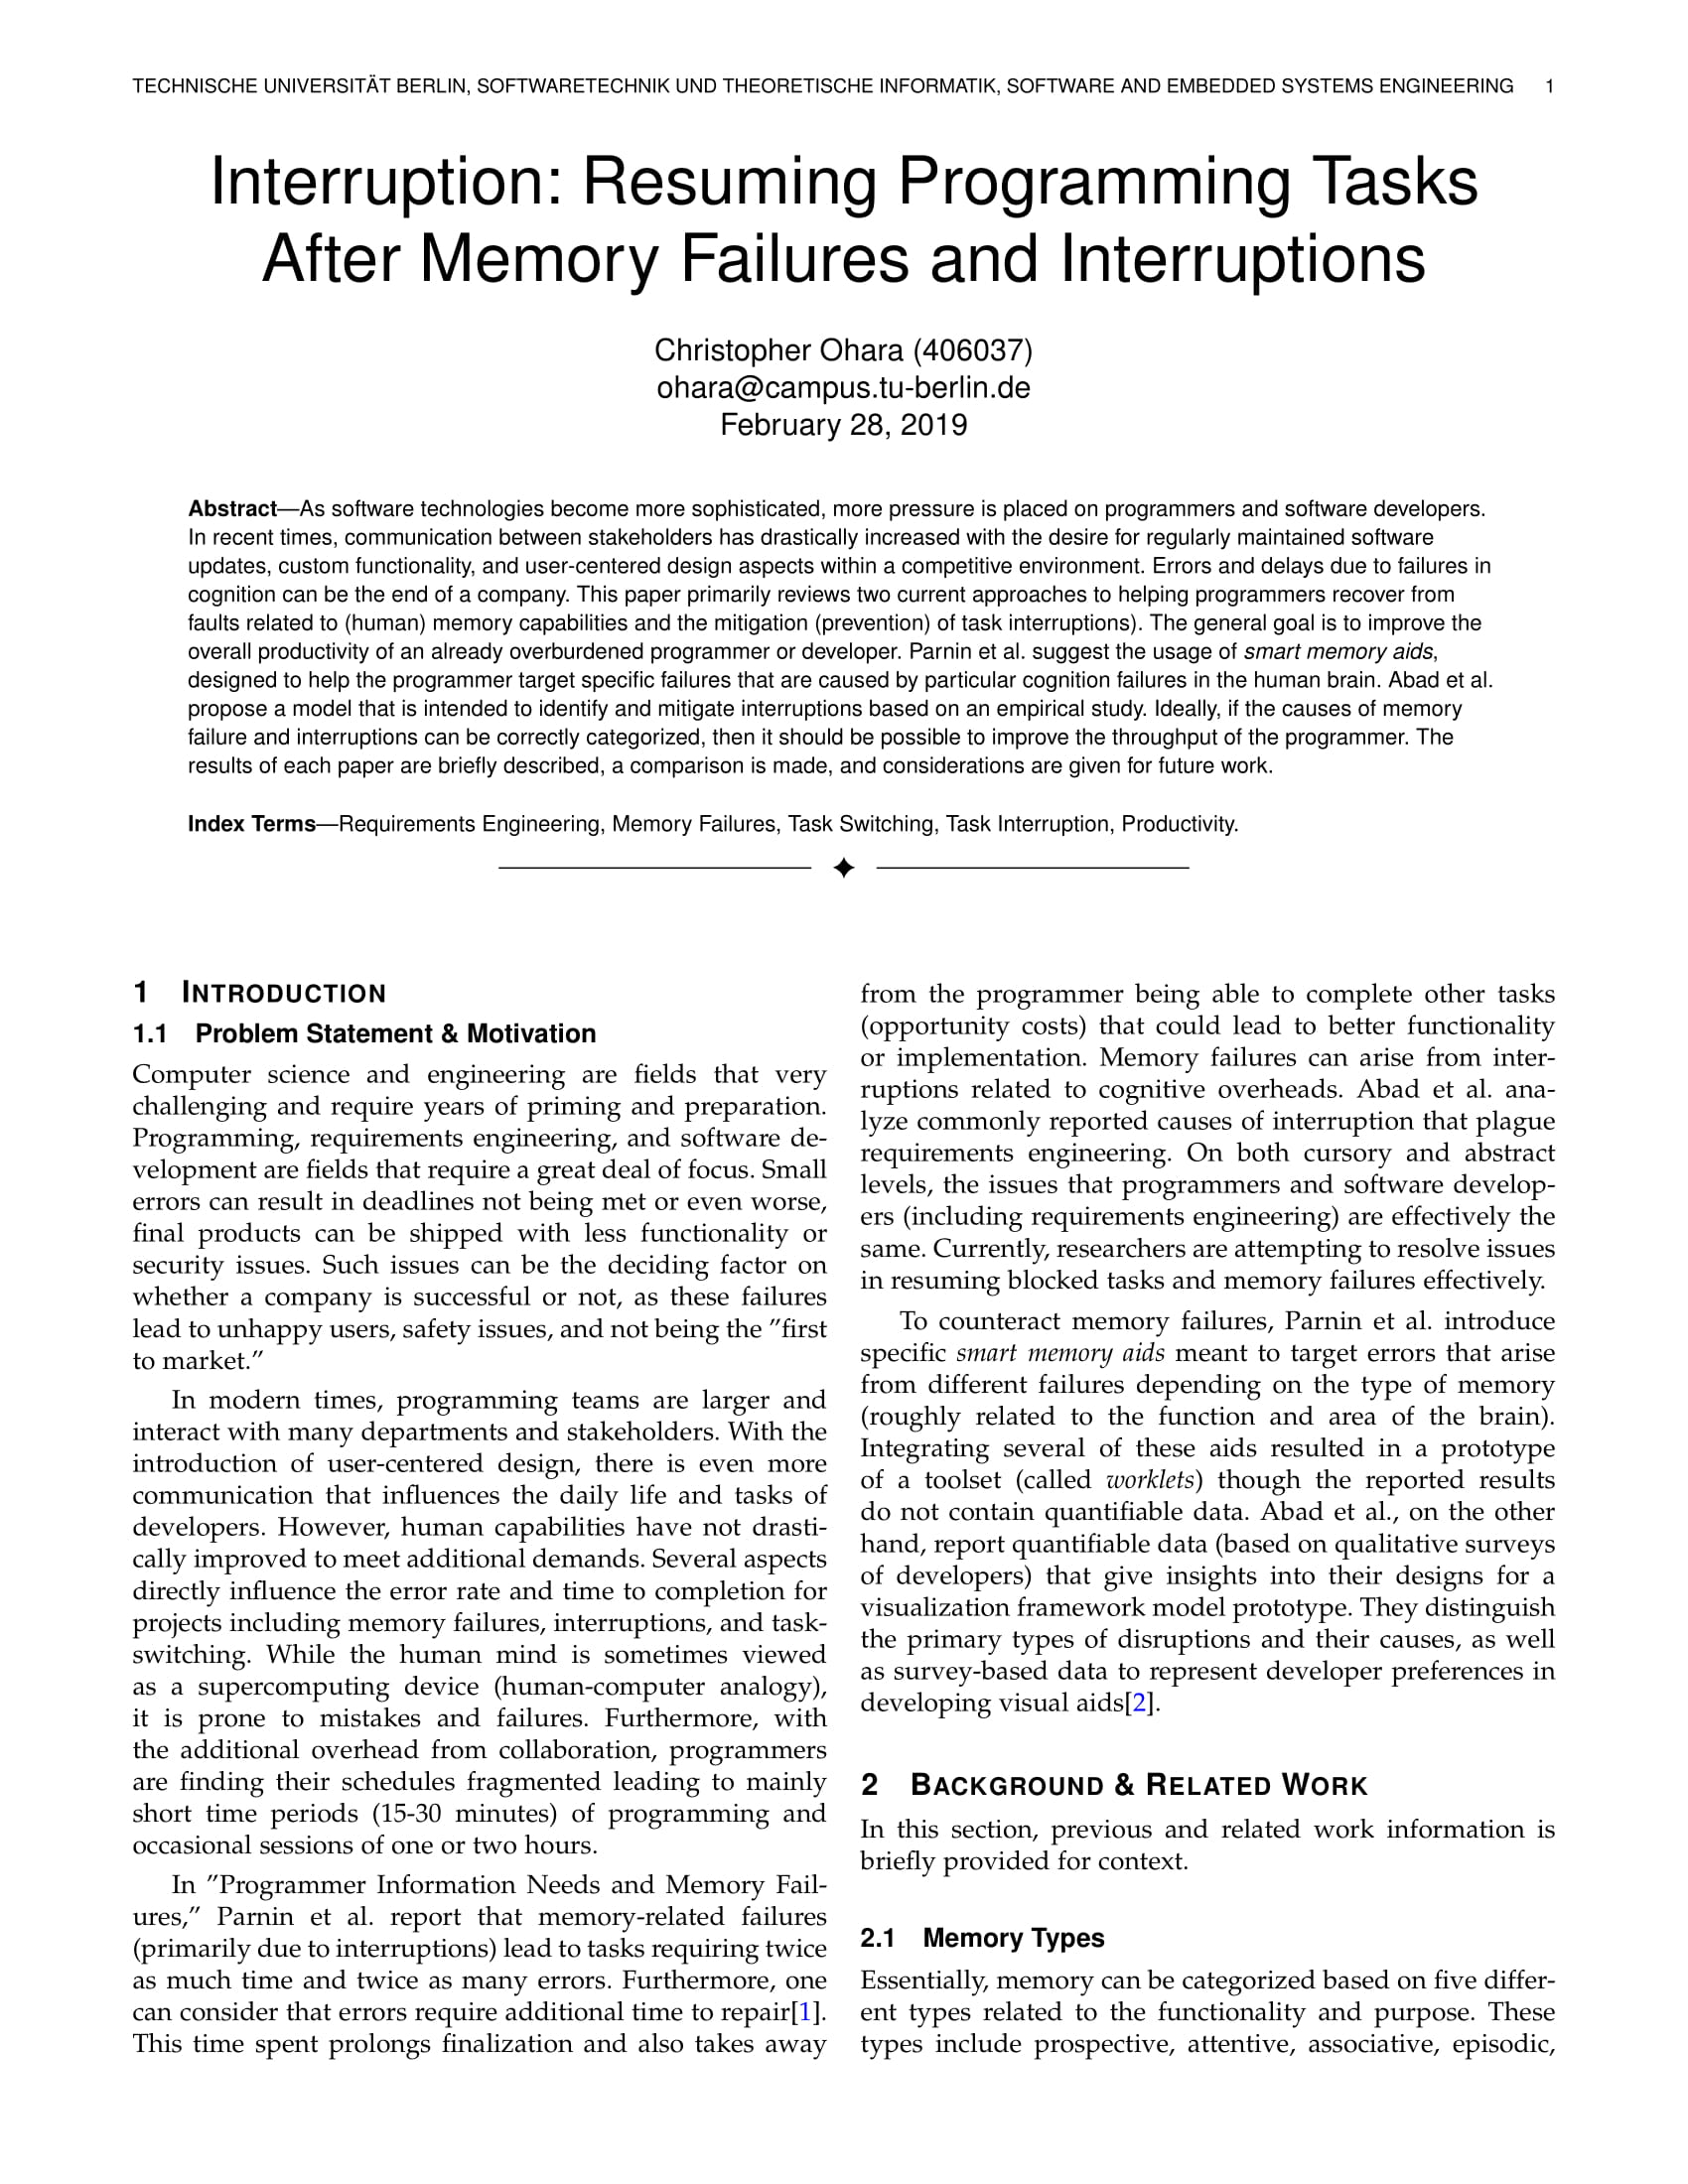 TECHNISCHE UNIVERSITÄT BERLIN, SOFTWARETECHNIK UND THEORETISCHE INFORMATIK, SOFTWARE AND EMBEDDED SYSTEMS ENGINEERING 1
Interruption: Resuming Programming Tasks
After Memory Failures and Interruptions
Christopher Ohara (406037)
ohara@campus.tu-berlin.de
February 28, 2019
Abstract—As software technologies become more sophisticated, more pressure is placed on programmers and software developers.
In recent times, communication between stakeholders has drastically increased with the desire for regularly maintained software
updates, custom functionality, and user-centered design aspects within a competitive environment. Errors and delays due to failures in
cognition can be the end of a company. This paper primarily reviews two current approaches to helping programmers recover from
faults related to (human) memory capabilities and the mitigation (prevention) of task interruptions). The general goal is to improve the
overall productivity of an already overburdened programmer or developer. Parnin et al. suggest the usage of smart memory aids,
designed to help the programmer target specific failures that are caused by particular cognition failures in the human brain. Abad et al.
propose a model that is intended to identify and mitigate interruptions based on an empirical study. Ideally, if the causes of memory
failure and interruptions can be correctly categorized, then it should be possible to improve the throughput of the programmer. The
results of each paper are briefly described, a comparison is made, and considerations are given for future work.
Index Terms—Requirements Engineering, Memory Failures, Task Switching, Task Interruption, Productivity.
1 INTRODUCTION
1.1 Problem Statement & Motivation
Computer science and engineering are fields that very
challenging and require years of priming and preparation.
Programming, requirements engineering, and software de-
velopment are fields that require a great deal of focus. Small
errors can result in deadlines not being met or even worse,
final products can be shipped with less functionality or
security issues. Such issues can be the deciding factor on
whether a company is successful or not, as these failures
lead to unhappy users, safety issues, and not being the ”first
to market.”
In modern times, programming teams are larger and
interact with many departments and stakeholders. With the
introduction of user-centered design, there is even more
communication that influences the daily life and tasks of
developers. However, human capabilities have not drasti-
cally improved to meet additional demands. Several aspects
directly influence the error rate and time to completion for
projects including memory failures, interruptions, and task-
switching. While the human mind is sometimes viewed
as a supercomputing device (human-computer analogy),
it is prone to mistakes and failures. Furthermore, with
the additional overhead from collaboration, programmers
are finding their schedules fragmented leading to mainly
short time periods (15-30 minutes) of programming and
occasional sessions of one or two hours.
In ”Programmer Information Needs and Memory Fail-
ures,” Parnin et al. report that memory-related failures
(primarily due to interruptions) lead to tasks requiring twice
as much time and twice as many errors. Furthermore, one
can consider that errors require additional time to repair[1].
This time spent prolongs finalization and also takes away
from the programmer being able to complete other tasks
(opportunity costs) that could lead to better functionality
or implementation. Memory failures can arise from inter-
ruptions related to cognitive overheads. Abad et al. ana-
lyze commonly reported causes of interruption that plague
requirements engineering. On both cursory and abstract
levels, the issues that programmers and software develop-
ers (including requirements engineering) are effectively the
same. Currently, researchers are attempting to resolve issues
in resuming blocked tasks and memory failures effectively.
To counteract memory failures, Parnin et al. introduce
specific smart memory aids meant to target errors that arise
from different failures depending on the type of memory
(roughly related to the function and area of the brain).
Integrating several of these aids resulted in a prototype
of a toolset (called worklets) though the reported results
do not contain quantifiable data. Abad et al., on the other
hand, report quantifiable data (based on qualitative surveys
of developers) that give insights into their designs for a
visualization framework model prototype. They distinguish
the primary types of disruptions and their causes, as well
as survey-based data to represent developer preferences in
developing visual aids[2].
2 BACKGROUND & RELATED WORK
In this section, previous and related work information is
briefly provided for context.
2.1 Memory Types
Essentially, memory can be categorized based on five differ-
ent types related to the functionality and purpose. These
types include prospective, attentive, associative, episodic,